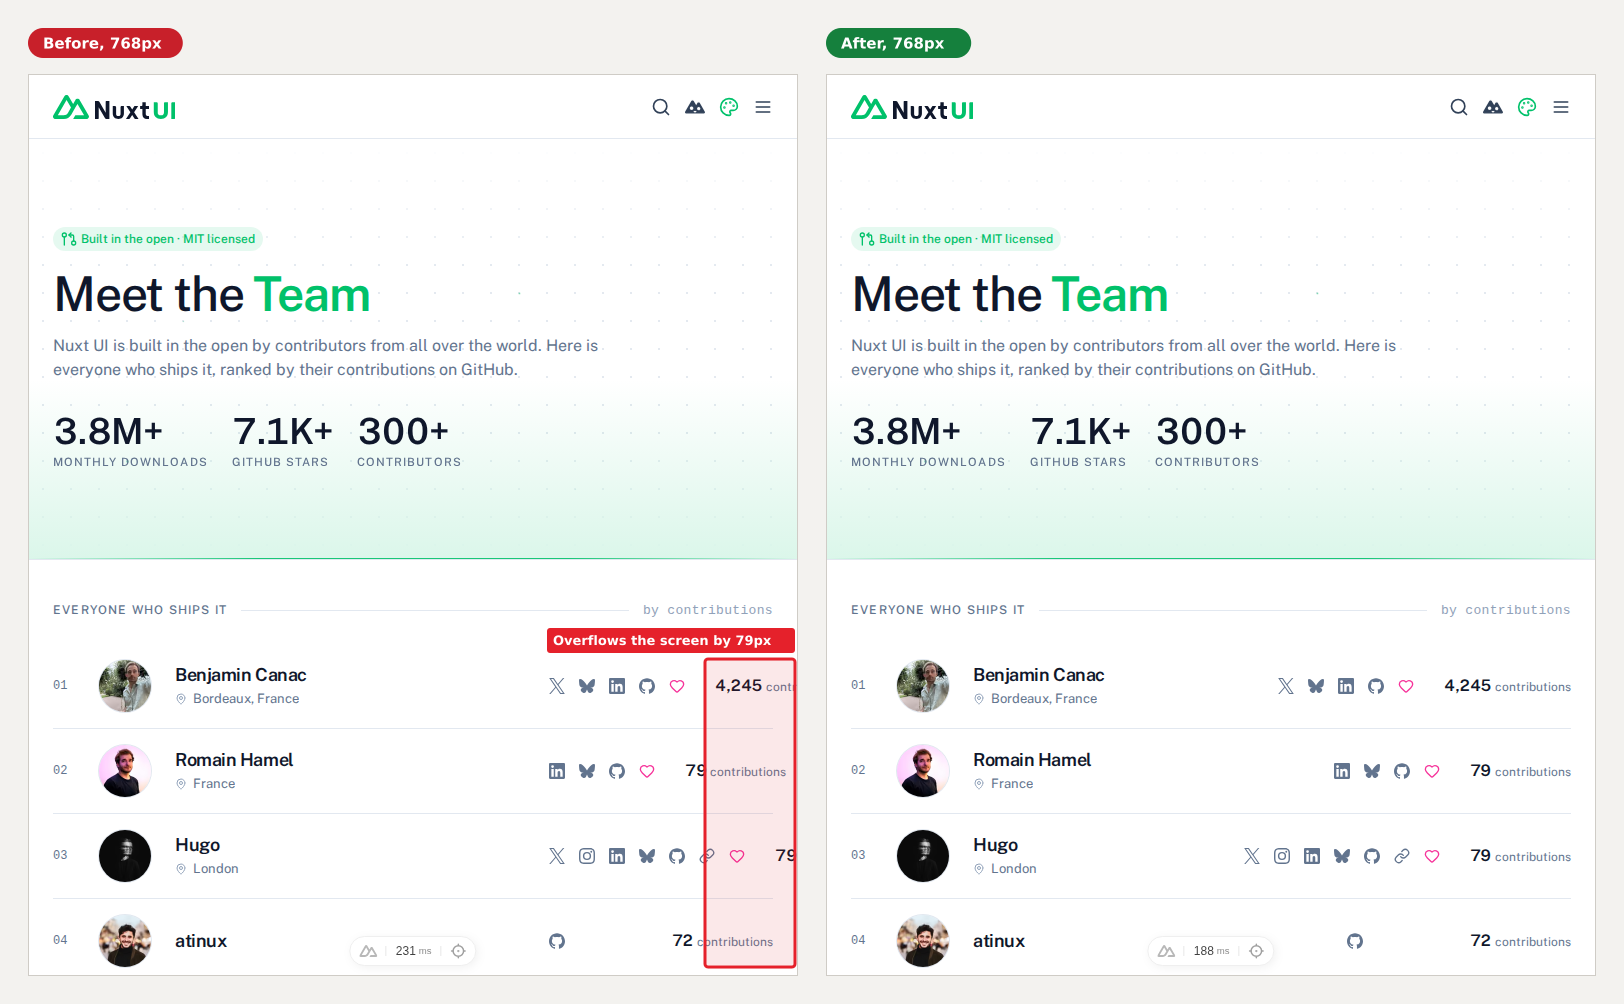 Before, 768px
NuxtUI
Built in the open · MIT licensed
Meet the Team
Nuxt UI is built in the open by contributors from all over the world. Here is
everyone who ships it, ranked by their contributions on GitHub.
3.8M+ 7.1K+ 300+
MONTHLY DOWNLOADS GITHUB STARS CONTRIBUTORS
EVERYONE WHO SHIPS IT by contributions
Overflows the screen by 79px
01 Benjamin Canac 4,245 contr
Bordeaux, France
02 Romain Hamel 79 contributions
France
03 Hugo 79
London
04 atinux 72 contributions
231 ms
After, 768px
NuxtUI
Built in the open · MIT licensed
Meet the Team
Nuxt UI is built in the open by contributors from all over the world. Here is
everyone who ships it, ranked by their contributions on GitHub.
3.8M+ 7.1K+ 300+
MONTHLY DOWNLOADS GITHUB STARS CONTRIBUTORS
EVERYONE WHO SHIPS IT by contributions
01 Benjamin Canac 4,245 contributions
Bordeaux, France
02 Romain Hamel 79 contributions
France
03 Hugo 79 contributions
London
04 atinux 72 contributions
188 ms